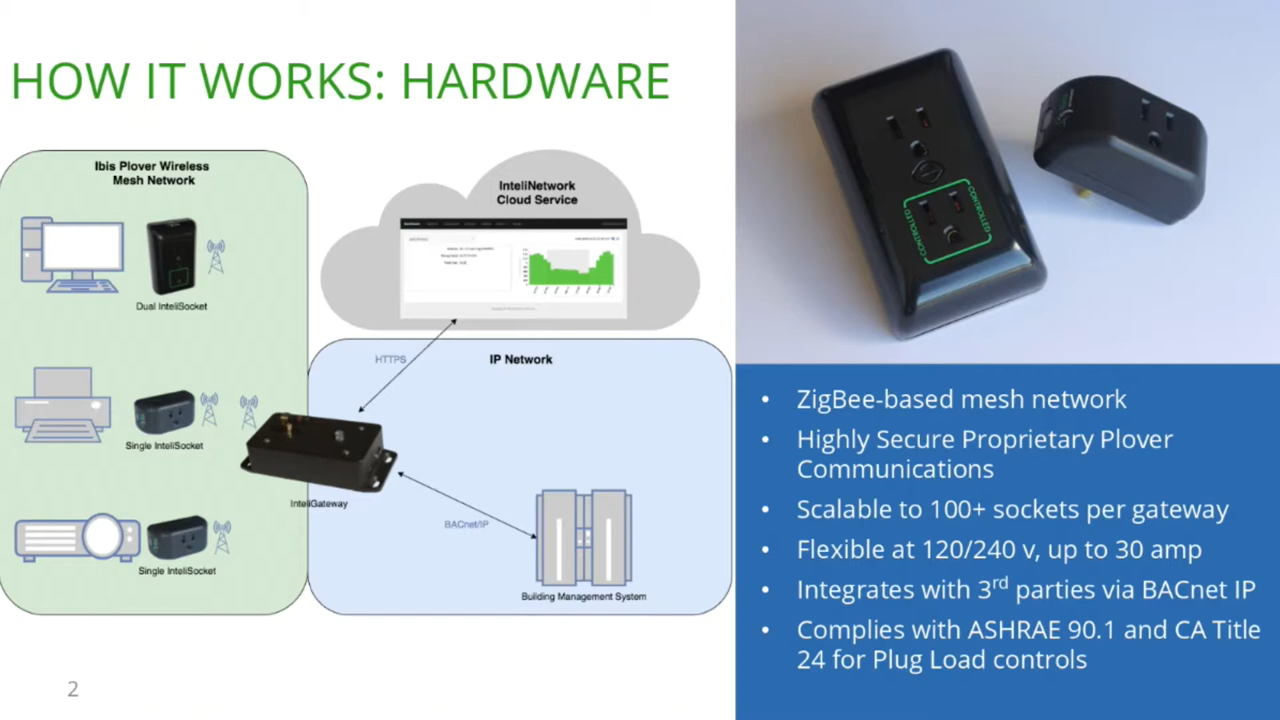 HOW IT WORKS: HARDWARE
Ibis Plover Wireless
Mesh Network
Dual InteliSocket
Single InteliSocket
Single InteliSocket
InteliNetwork
Cloud Service
HTTPS
IP Network
InteliGateway
BACnet/IP
Building Management System
CONTROLLED
CONTROLLED
• ZigBee-based mesh network
• Highly Secure Proprietary Plover
Communications
• Scalable to 100+ sockets per gateway
• Flexible at 120/240 v, up to 30 amp
• Integrates with 3rd parties via BACnet IP
• Complies with ASHRAE 90.1 and CA Title
24 for Plug Load controls
2